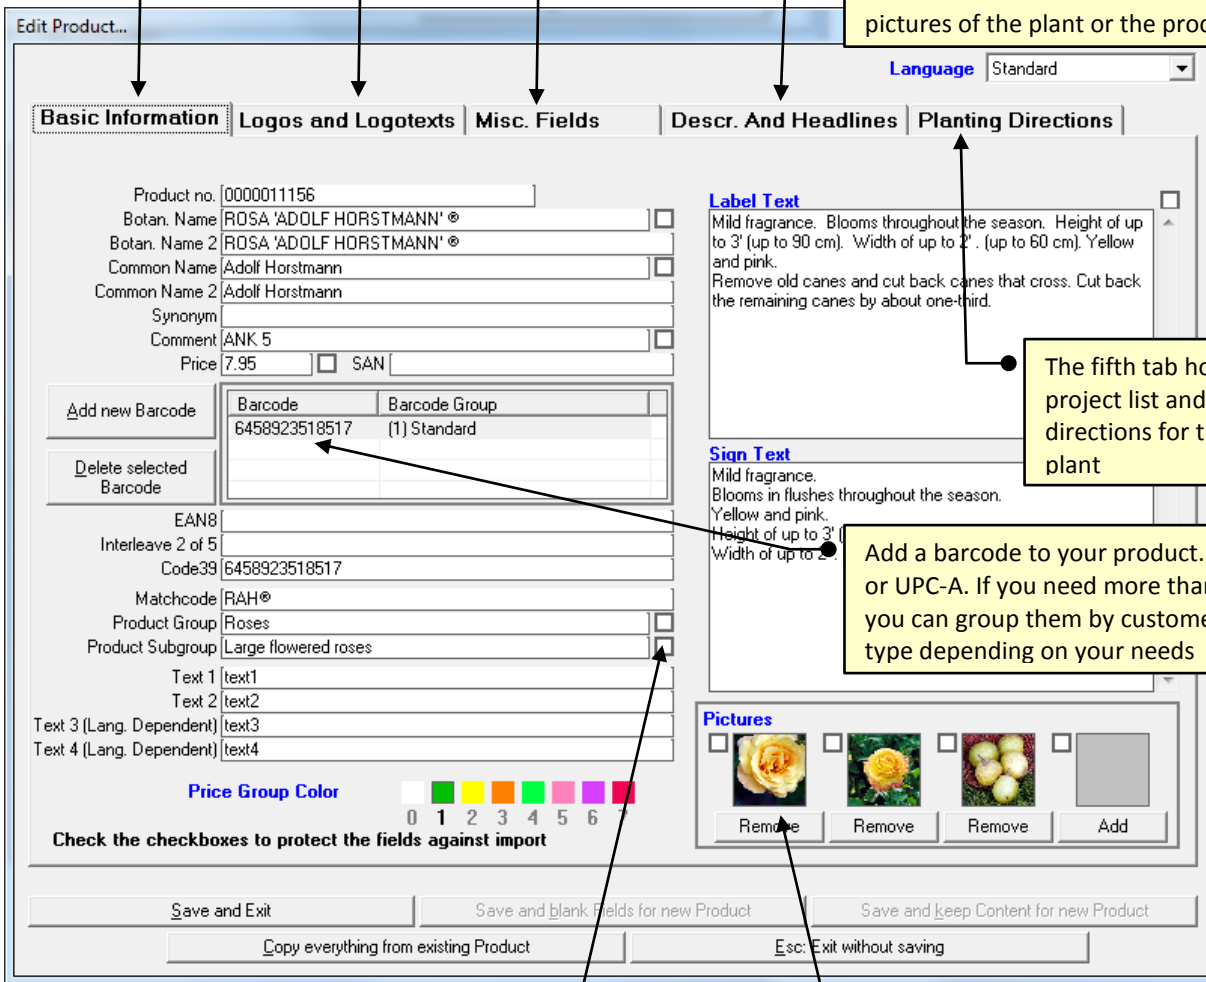 pictures of the plant or the
Edit Product...
Language Standard
Basic Information Logos and Logotexts Misc. Fields Descr. And Headlines Planting Directions
Product no. 0000011156
Botan. Name ROSA 'ADOLF HORSTMANN' ®
Botan. Name 2 ROSA 'ADOLF HORSTMANN' ®
Common Name Adolf Horstmann
Common Name 2 Adolf Horstmann
Synonym
Comment ANK 5
Price 7.95 SAN
Add new Barcode
Delete selected
Barcode
Barcode Barcode Group
6458923518517 (1) Standard
EAN8
Interleave 2 of 5
Code39 6458923518517
Matchcode RAH®
Product Group Roses
Product Subgroup Large flowered roses
Text 1 text1
Text 2 text2
Text 3 (Lang. Dependent) text3
Text 4 (Lang. Dependent) text4
Price Group Color
0 1 2 3 4 5 6 7
Check the checkboxes to protect the fields against import
Label Text
Mild fragrance. Blooms throughout the season. Height of up
to 3' (up to 90 cm). Width of up to 2' . (up to 60 cm). Yellow
and pink.
Remove old canes and cut back canes that cross. Cut back
the remaining canes by about one-third.
The fifth tab
project list and
directions for
plant
Sign Text
Mild fragrance.
Blooms in flushes throughout the season.
Yellow and pink.
Height of up to 3' (
Width of up to 2' .
Add a barcode to your product.
or UPC-A. If you need more
you can group them by
type depending on your needs
Pictures
Remove Remove Remove Add
Save and Exit Save and blank Fields for new Product Save and keep Content for new Product
Copy everything from existing Product Esc: Exit without saving